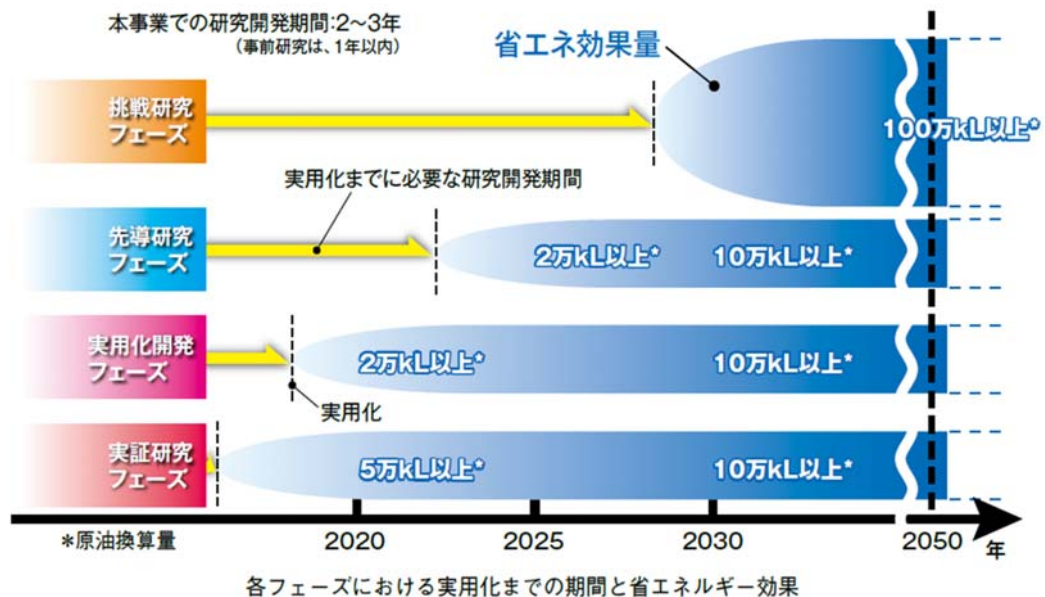 本事業での研究開発期間:2～3年
(事前研究は、1年以内)
省エネ効果量
挑戦研究
フェーズ
100万kL以上*
実用化までに必要な研究開発期間
先導研究
フェーズ
2万kL以上*
10万kL以上*
実用化開発
フェーズ
2万kL以上*
10万kL以上*
実用化
実証研究
フェーズ
5万kL以上*
10万kL以上*
*原油換算量
2020
2025
2030
2050
年
各フェーズにおける実用化までの期間と省エネルギー効果